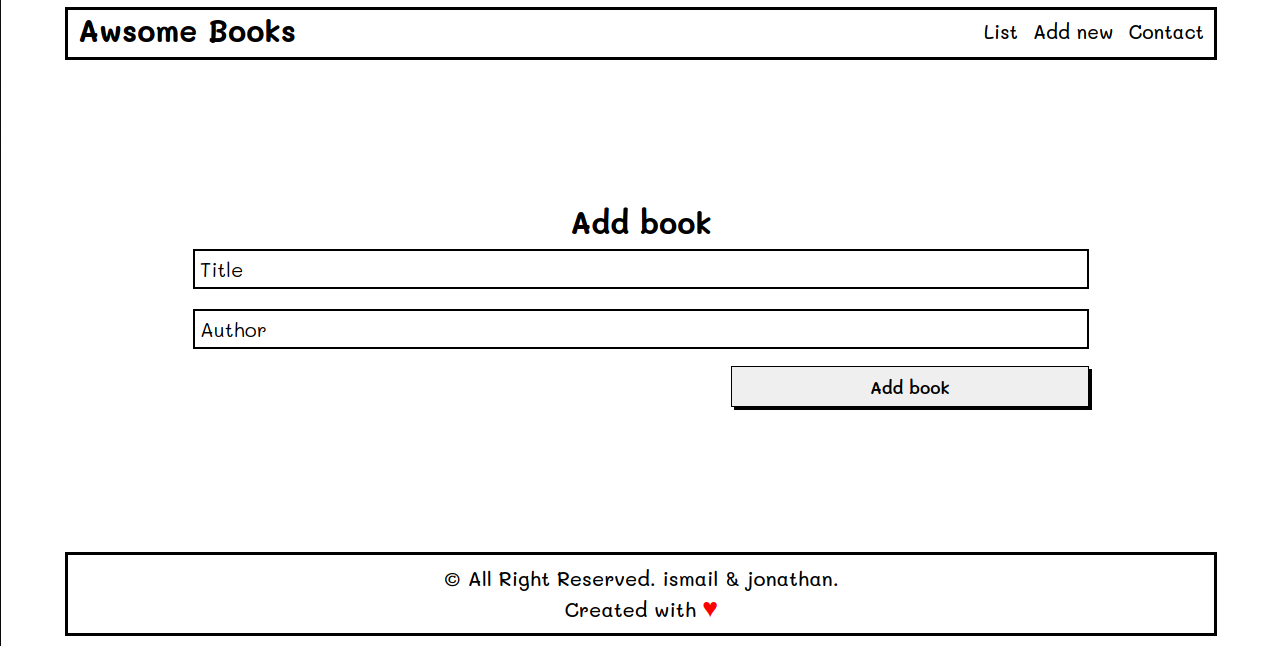 Awsome Books
List Add new Contact
Add book
Title
Author
Add book
© All Right Reserved. ismail & jonathan.
Created with ♥